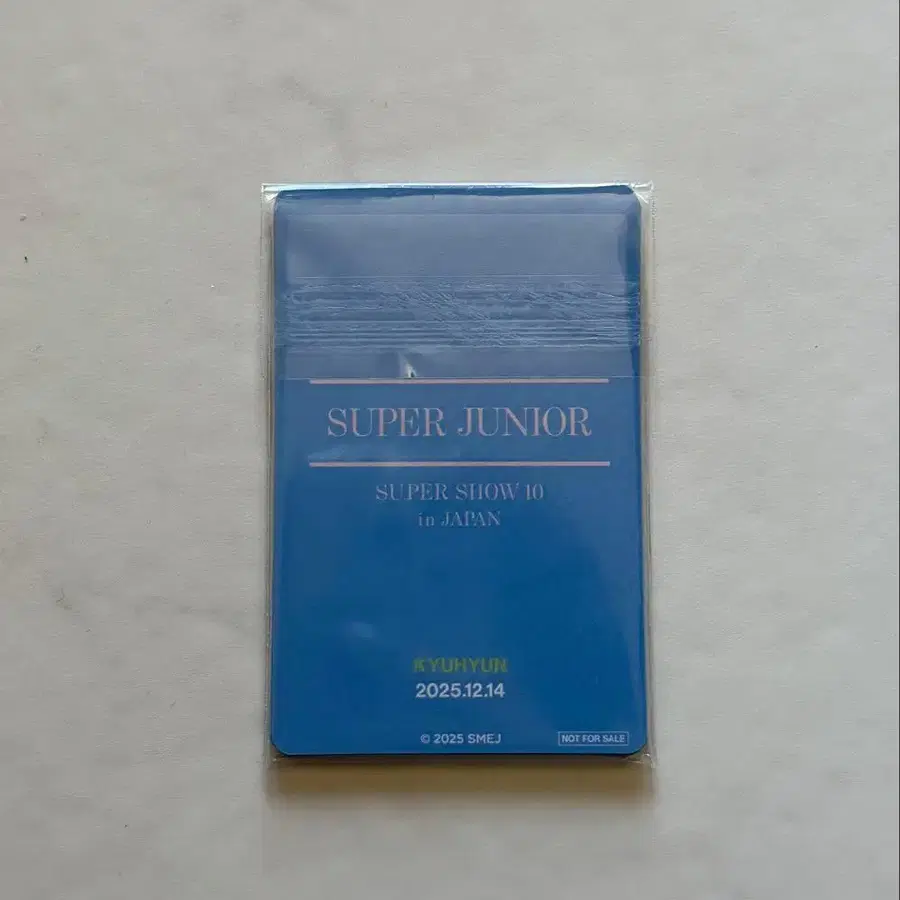 SUPER JUNIOR
SUPER SHOW 10
in JAPAN
KYUHYUN
2025.12.14
© 2025 SMEJ
NOT FOR SALE